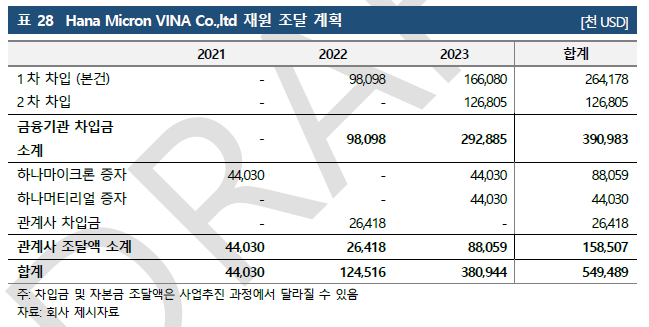 표 28 Hana Micron VINA Co.,ltd 재원 조달 계획 [천 USD]
2021 2022 2023 합계
1 차 차입 (본건) - 98,098 166,080 264,178
2 차 차입 - - 126,805 126,805
금융기관 차입금
소계 - 98,098 292,885 390,983
하나마이크론 증자 44,030 - 44,030 88,059
하나머티리얼 증자 - - 44,030 44,030
관계사 차입금 - 26,418 - 26,418
관계사 조달액 소계 44,030 26,418 88,059 158,507
합계 44,030 124,516 380,944 549,489
주: 차입금 및 자본금 조달액은 사업추진 과정에서 달라질 수 있음
자료: 회사 제시자료
DRAF